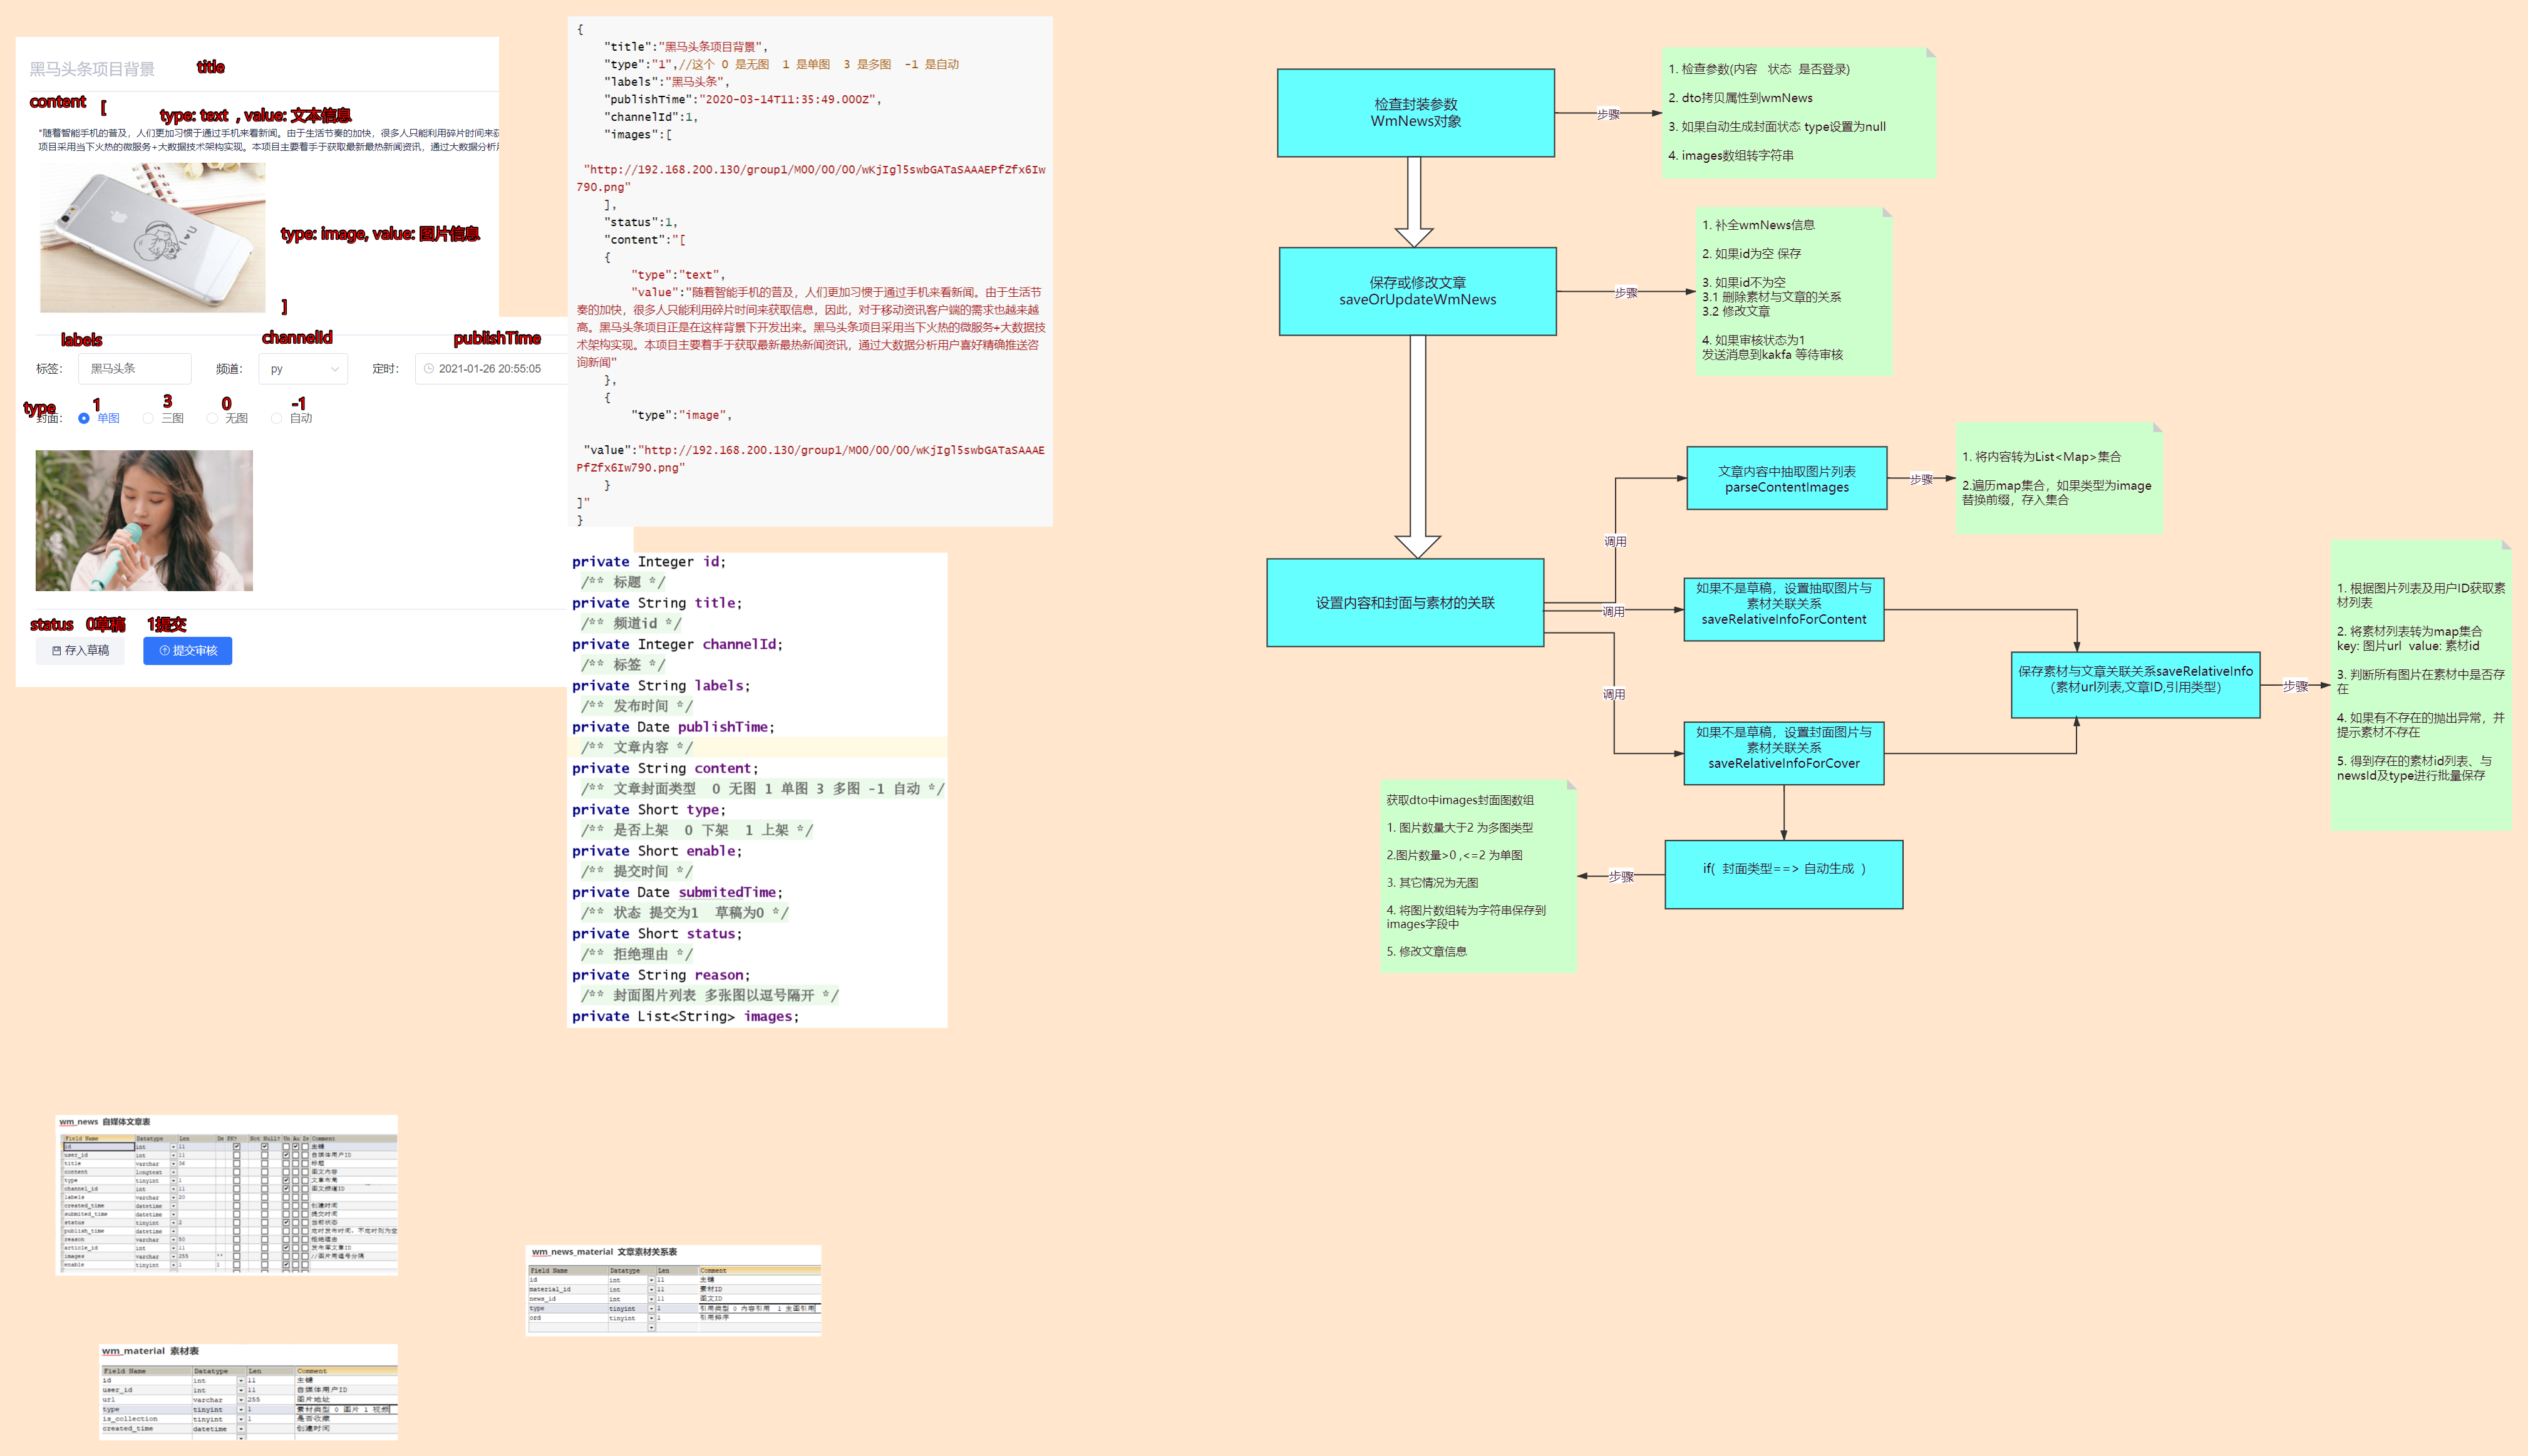 黑马头条项目背景
title
content
[
type: text , value: 文本信息
"随着智能手机的普及，人们更加习惯于通过手机来看新闻。由于生活节奏的加快，很多人只能利用碎片时间来获
项目采用当下火热的微服务+大数据技术架构实现。本项目主要着手于获取最新最热新闻资讯，通过大数据分析用
type: image, value: 图片信息
]
labels
channelId
publishTime
标签：
黑马头条
频道：
py
定时：
2021-01-26 20:55:05
type
1
3
0
-1
封面：
单图
三图
无图
自动
status 0草稿 1提交
存入草稿
提交审核
{
"title":"黑马头条项目背景",
"type":"1",//这个 0 是无图 1 是单图 3 是多图 -1 是自动
"labels":"黑马头条",
"publishTime":"2020-03-14T11:35:49.000Z",
"channelId":1,
"images":[
"http://192.168.200.130/group1/M00/00/00/wKjIgl5swbGATaSAAAEPfZfx6Iw
790.png"
],
"status":1,
"content":"[
{
"type":"text",
"value":"随着智能手机的普及，人们更加习惯于通过手机来看新闻。由于生活节
奏的加快，很多人只能利用碎片时间来获取信息，因此，对于移动资讯客户端的需求也越来越
高。黑马头条项目正是在这样背景下开发出来。黑马头条项目采用当下火热的微服务+大数据技
术架构实现。本项目主要着手于获取最新最热新闻资讯，通过大数据分析用户喜好精确推送咨
询新闻"
},
{
"type":"image",
"value":"http://192.168.200.130/group1/M00/00/00/wKjIgl5swbGATaSAAAE
PfZfx6Iw790.png"
}
]"
}
private Integer id;
/** 标题 */
private String title;
/** 频道id */
private Integer channelId;
/** 标签 */
private String labels;
/** 发布时间 */
private Date publishTime;
/** 文章内容 */
private String content;
/** 文章封面类型 0 无图 1 单图 3 多图 -1 自动 */
private Short type;
/** 是否上架 0 下架 1 上架 */
private Short enable;
/** 提交时间 */
private Date submitedTime;
/** 状态 提交为1 草稿为0 */
private Short status;
/** 拒绝理由 */
private String reason;
/** 封面图片列表 多张图以逗号隔开 */
private List<String> images;
检查封装参数
WmNews对象
步骤
1. 检查参数(内容 状态 是否登录)
2. dto拷贝属性到wmNews
3. 如果自动生成封面状态 type设置为null
4. images数组转字符串
保存或修改文章
saveOrUpdateWmNews
步骤
1. 补全wmNews信息
2. 如果id为空 保存
3. 如果id不为空
3.1 删除素材与文章的关系
3.2 修改文章
4. 如果审核状态为1
发送消息到kakfa 等待审核
设置内容和封面与素材的关联
调用
调用
调用
文章内容中抽取图片列表
parseContentImages
步骤
1. 将内容转为List<Map>集合
2.遍历map集合，如果类型为image
替换前缀，存入集合
如果不是草稿，设置抽取图片与
素材关联关系
saveRelativeInfoForContent
如果不是草稿，设置封面图片与
素材关联关系
saveRelativeInfoForCover
保存素材与文章关联关系saveRelativeInfo
（素材url列表,文章ID,引用类型）
步骤
1. 根据图片列表及用户ID获取素
材列表
2. 将素材列表转为map集合
key: 图片url value: 素材id
3. 判断所有图片在素材中是否存
在
4. 如果有不存在的抛出异常，并
提示素材不存在
5. 得到存在的素材id列表、与
newsId及type进行批量保存
if( 封面类型==> 自动生成 )
步骤
获取dto中images封面图数组
1. 图片数量大于2 为多图类型
2.图片数量>0 ,<=2 为单图
3. 其它情况为无图
4. 将图片数组转为字符串保存到
images字段中
5. 修改文章信息
wm_news 自媒体文章表
Field Name Datatype Len De PK? Not Null? Un Au Ze Comment
id int 11 主键
user_id int 11 自媒体用户ID
title varchar 36 标题
content longtext 图文内容
type tinyint 1 文章布局
channel_id int 11 图文频道ID
labels varchar 20
created_time datetime 创建时间
submited_time datetime 提交时间
status tinyint 2 当前状态
publish_time datetime 定时发布时间，不定时则为空
reason varchar 50 拒绝理由
article_id int 11 发布库文章ID
images varchar 255 '' //图片用逗号分隔
enable tinyint 1 1
wm_news_material 文章素材关系表
Field Name Datatype Len Comment
id int 11 主键
material_id int 11 素材ID
news_id int 11 图文ID
type tinyint 1 引用类型 0 内容引用 1 主图引用
ord tinyint 1 引用排序
wm_material 素材表
Field Name Datatype Len Comment
id int 11 主键
user_id int 11 自媒体用户ID
url varchar 255 图片地址
type tinyint 1 素材类型 0 图片 1 视频
is_collection tinyint 1 是否收藏
created_time datetime 创建时间